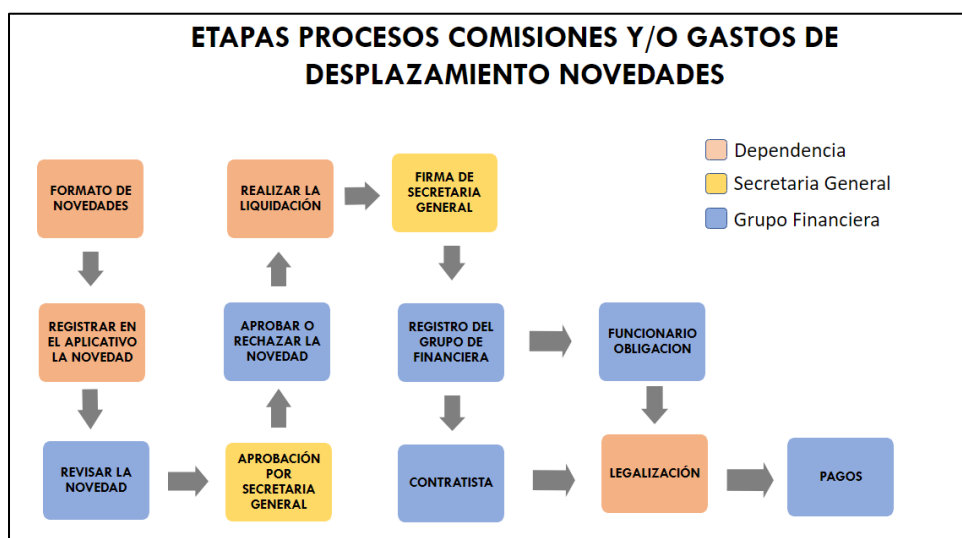 ETAPAS PROCESOS COMISIONES Y/O GASTOS DE
DESPLAZAMIENTO NOVEDADES
Dependencia
Secretaria General
Grupo Financiera
FORMATO DE
NOVEDADES
REGISTRAR EN
EL APLICATIVO
LA NOVEDAD
REVISAR LA
NOVEDAD
APROBACIÓN
POR
SECRETARIA
GENERAL
APROBAR O
RECHAZAR LA
NOVEDAD
REALIZAR LA
LIQUIDACIÓN
FIRMA DE
SECRETARIA
GENERAL
REGISTRO DEL
GRUPO DE
FINANCIERA
FUNCIONARIO
OBLIGACION
CONTRATISTA
LEGALIZACIÓN
PAGOS